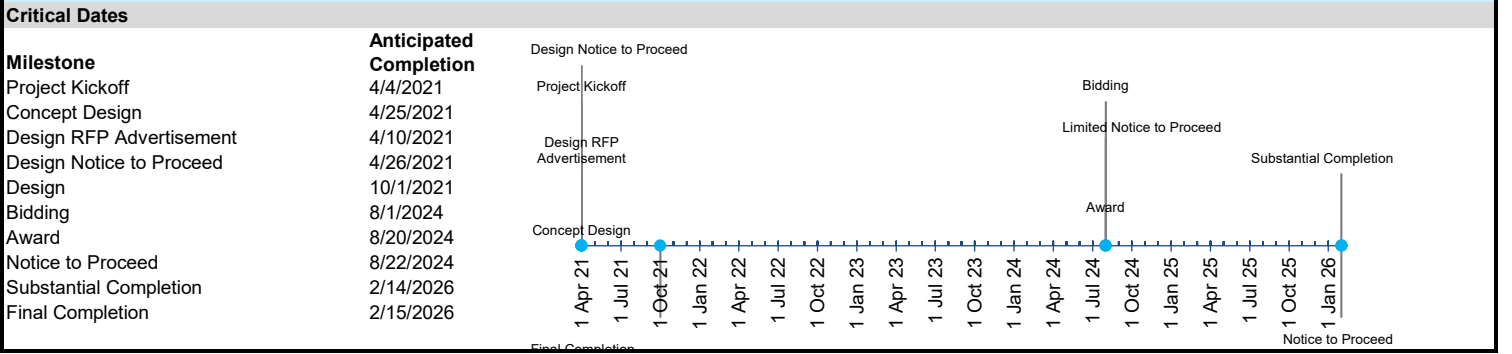 Critical Dates
Milestone Anticipated Completion
Project Kickoff 4/4/2021
Concept Design 4/25/2021
Design RFP Advertisement 4/10/2021
Design Notice to Proceed 4/26/2021
Design 10/1/2021
Bidding 8/1/2024
Award 8/20/2024
Notice to Proceed 8/22/2024
Substantial Completion 2/14/2026
Final Completion 2/15/2026
Design Notice to Proceed
Project Kickoff
Design RFP
Advertisement
Concept Design
Bidding
Limited Notice to Proceed
Award
Substantial Completion
1 Apr 21
1 Jul 21
1 Oct 21
1 Jan 22
1 Apr 22
1 Jul 22
1 Oct 22
1 Jan 23
1 Apr 23
1 Jul 23
1 Oct 23
1 Jan 24
1 Apr 24
1 Jul 24
1 Oct 24
1 Jan 25
1 Apr 25
1 Jul 25
1 Oct 25
1 Jan 26
Final Completion
Notice to Proceed